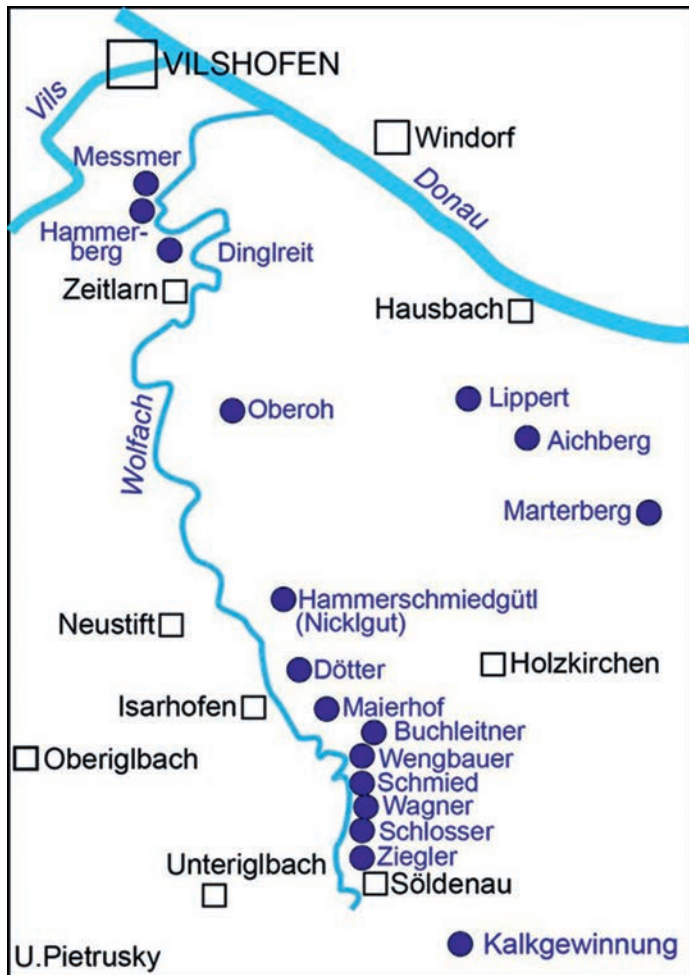 VILSHOFEN
Vils
Windorf
Messmer
Donau
Hammer-
berg
Dinglreit
Zeitlarn
Hausbach
Lippert
Oberoh
Aichberg
Wolfach
Marterberg
Hammerschmiedgütl
(Nicklgut)
Neustift
Holzkirchen
Dötter
Isarhofen
Maierhof
Buchleitner
Oberiglbach
Wengbauer
Schmied
Wagner
Schlosser
Ziegler
Unteriglbach
Söldenau
Kalkgewinnung
U.Pietrusky